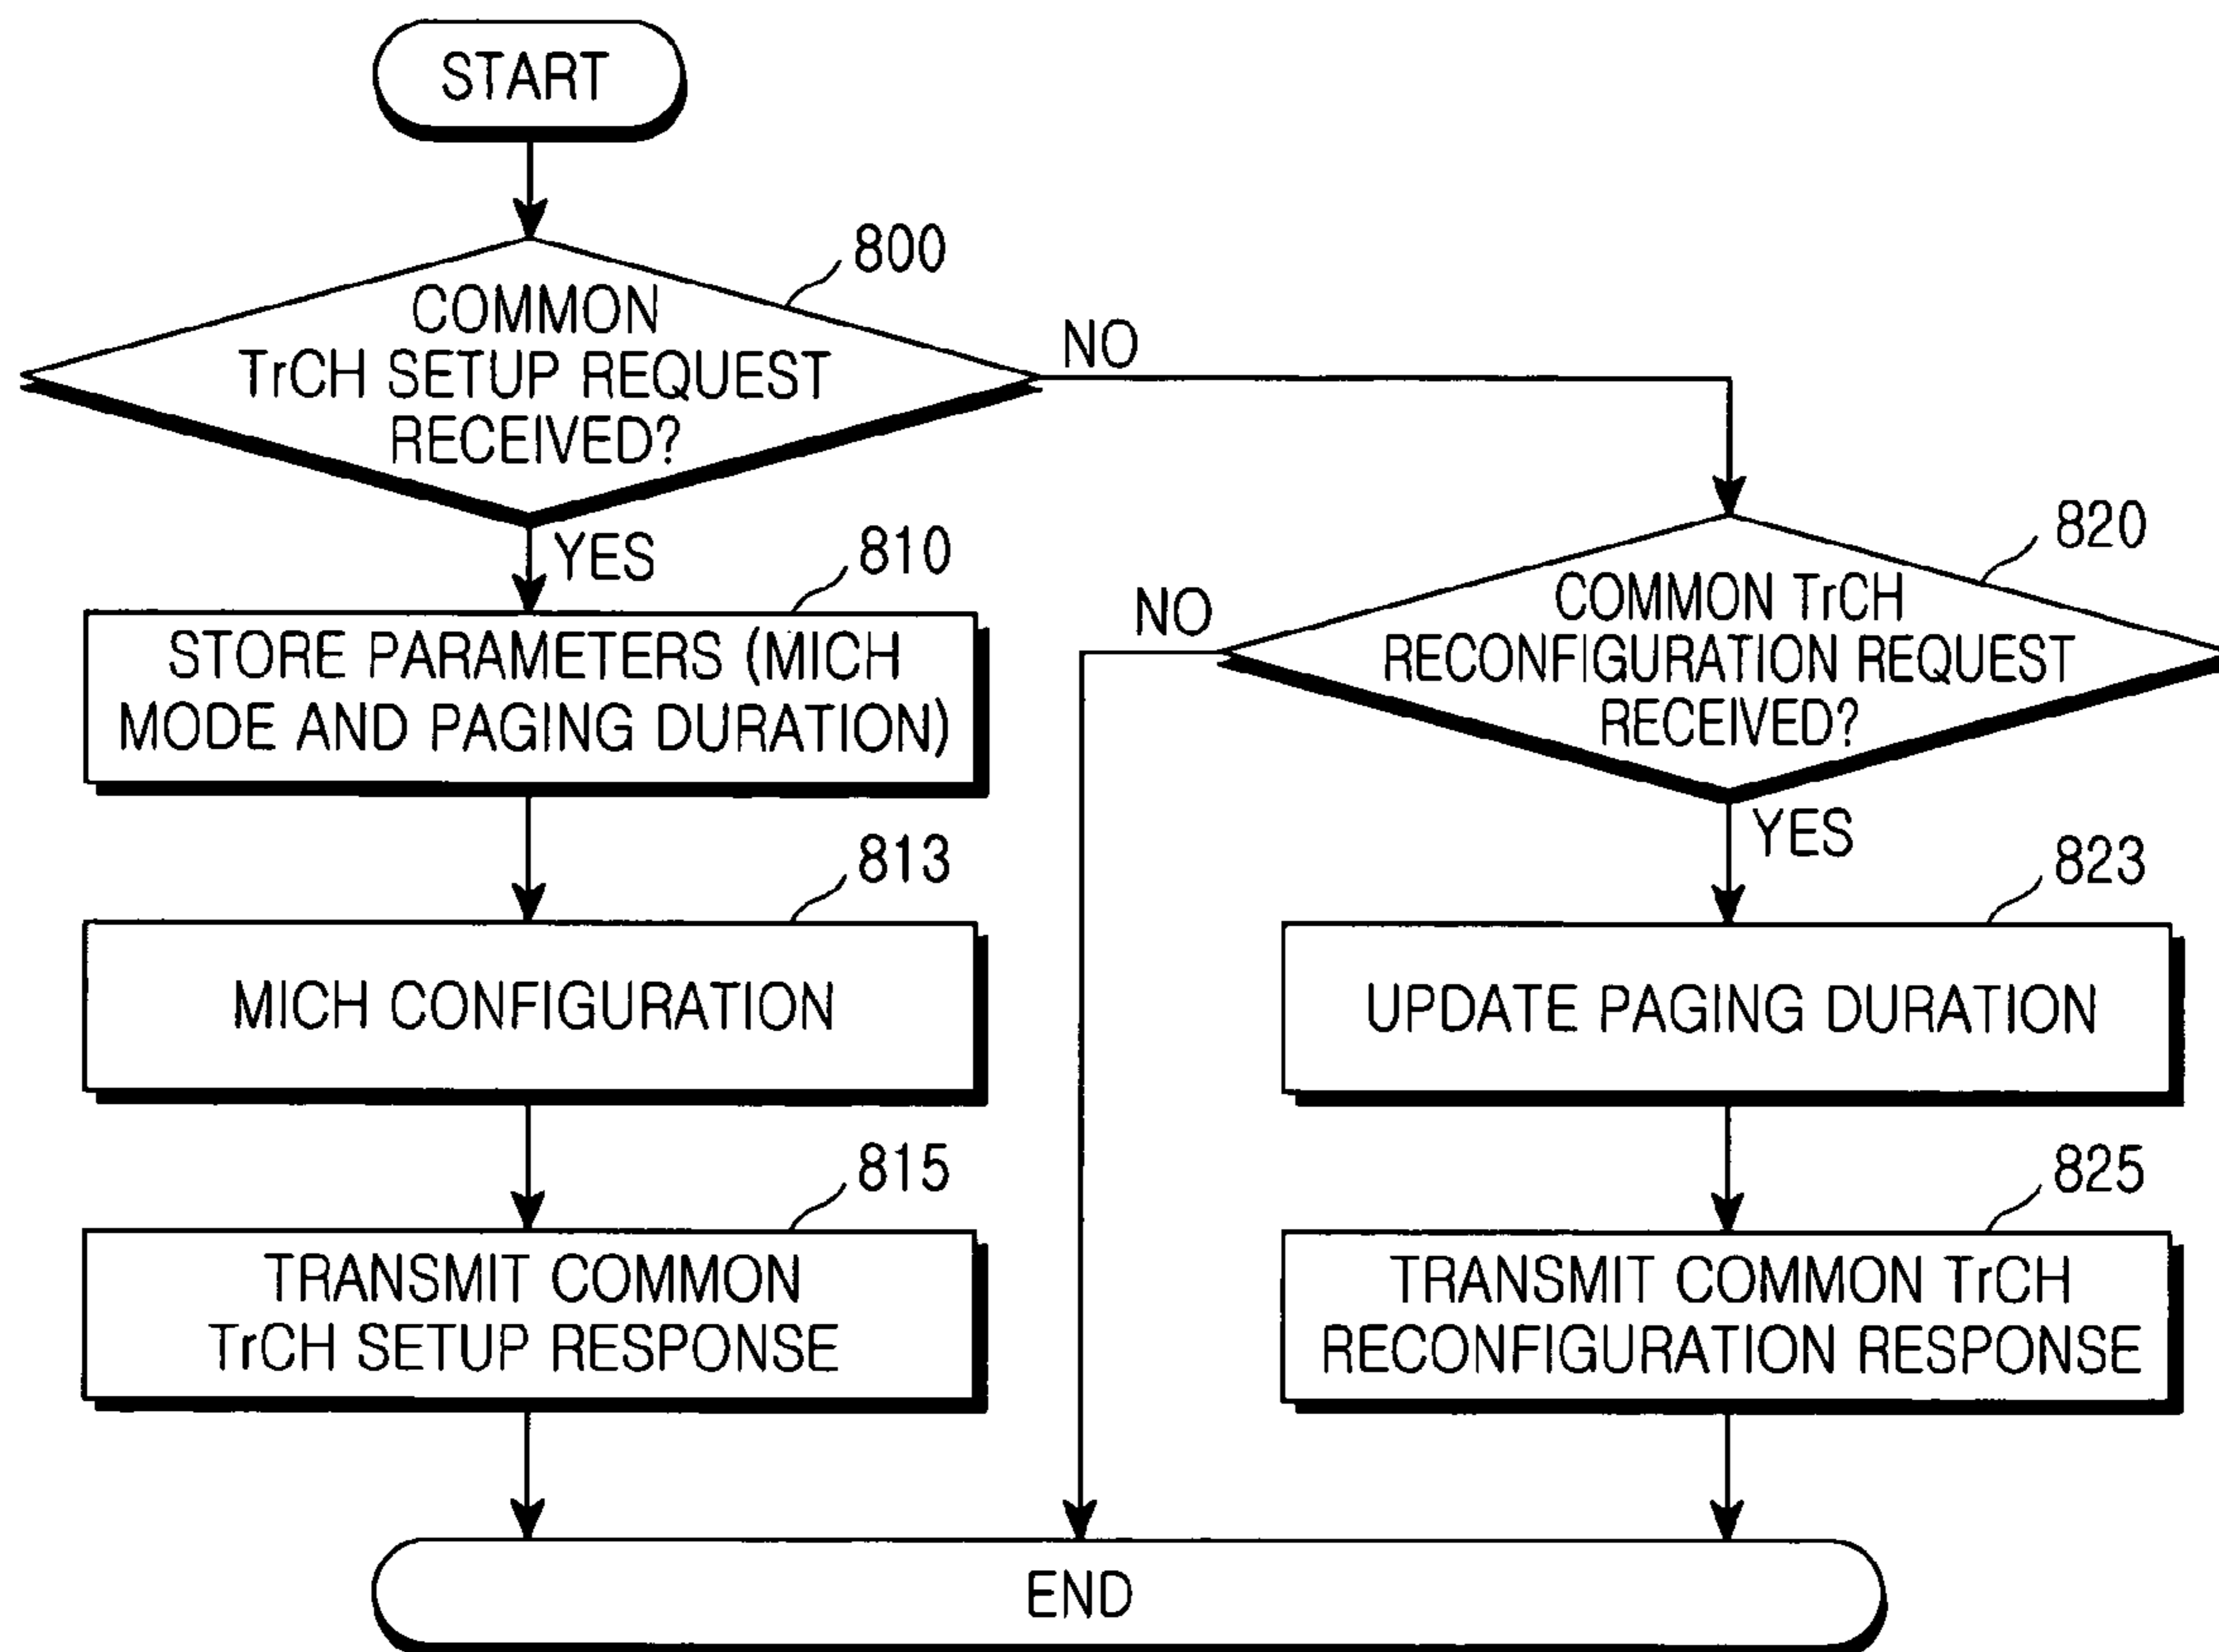 START
800
COMMON
TrCH SETUP REQUEST
RECEIVED?
NO
YES
810
STORE PARAMETERS (MICH
MODE AND PAGING DURATION)
813
MICH CONFIGURATION
815
TRANSMIT COMMON
TrCH SETUP RESPONSE
820
COMMON TrCH
RECONFIGURATION REQUEST
RECEIVED?
NO
YES
823
UPDATE PAGING DURATION
825
TRANSMIT COMMON TrCH
RECONFIGURATION RESPONSE
END